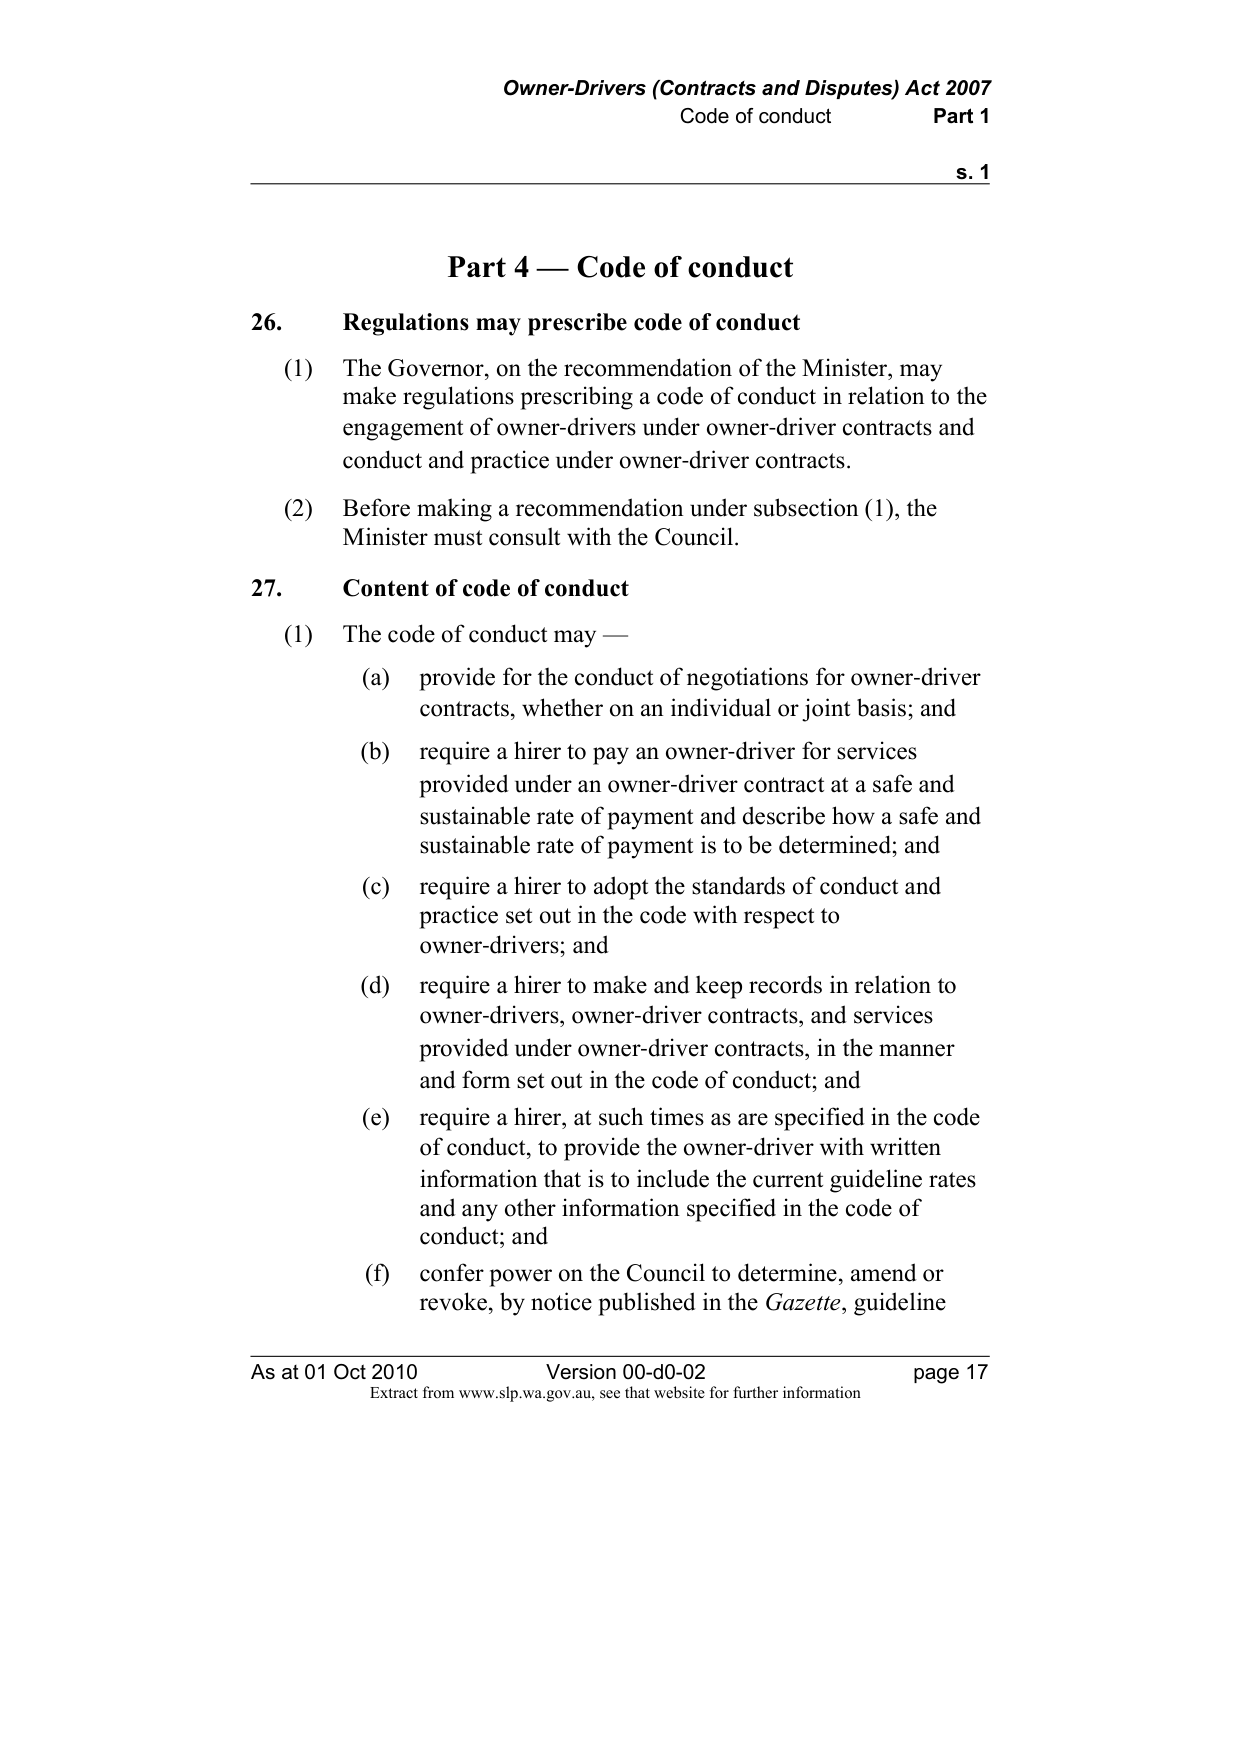 Owner-Drivers (Contracts and Disputes) Act 2007
Code of conduct Part 1
s. 1
Part 4 — Code of conduct
26. Regulations may prescribe code of conduct
(1) The Governor, on the recommendation of the Minister, may
make regulations prescribing a code of conduct in relation to the
engagement of owner-drivers under owner-driver contracts and
conduct and practice under owner-driver contracts.
(2) Before making a recommendation under subsection (1), the
Minister must consult with the Council.
27. Content of code of conduct
(1) The code of conduct may —
(a) provide for the conduct of negotiations for owner-driver
contracts, whether on an individual or joint basis; and
(b) require a hirer to pay an owner-driver for services
provided under an owner-driver contract at a safe and
sustainable rate of payment and describe how a safe and
sustainable rate of payment is to be determined; and
(c) require a hirer to adopt the standards of conduct and
practice set out in the code with respect to
owner-drivers; and
(d) require a hirer to make and keep records in relation to
owner-drivers, owner-driver contracts, and services
provided under owner-driver contracts, in the manner
and form set out in the code of conduct; and
(e) require a hirer, at such times as are specified in the code
of conduct, to provide the owner-driver with written
information that is to include the current guideline rates
and any other information specified in the code of
conduct; and
(f) confer power on the Council to determine, amend or
revoke, by notice published in the Gazette, guideline
As at 01 Oct 2010 Version 00-d0-02 page 17
Extract from www.slp.wa.gov.au, see that website for further information